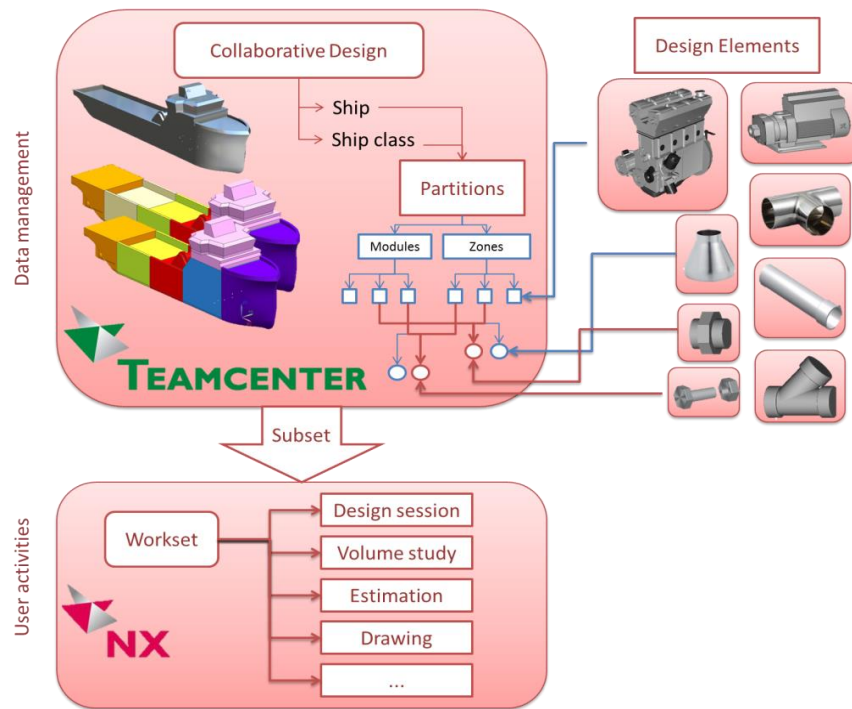 Collaborative Design
Design Elements
Ship
Ship class
Partitions
Modules
Zones
Data management
TEAMCENTER
Subset
Workset
Design session
Volume study
Estimation
Drawing
...
User activities
NX